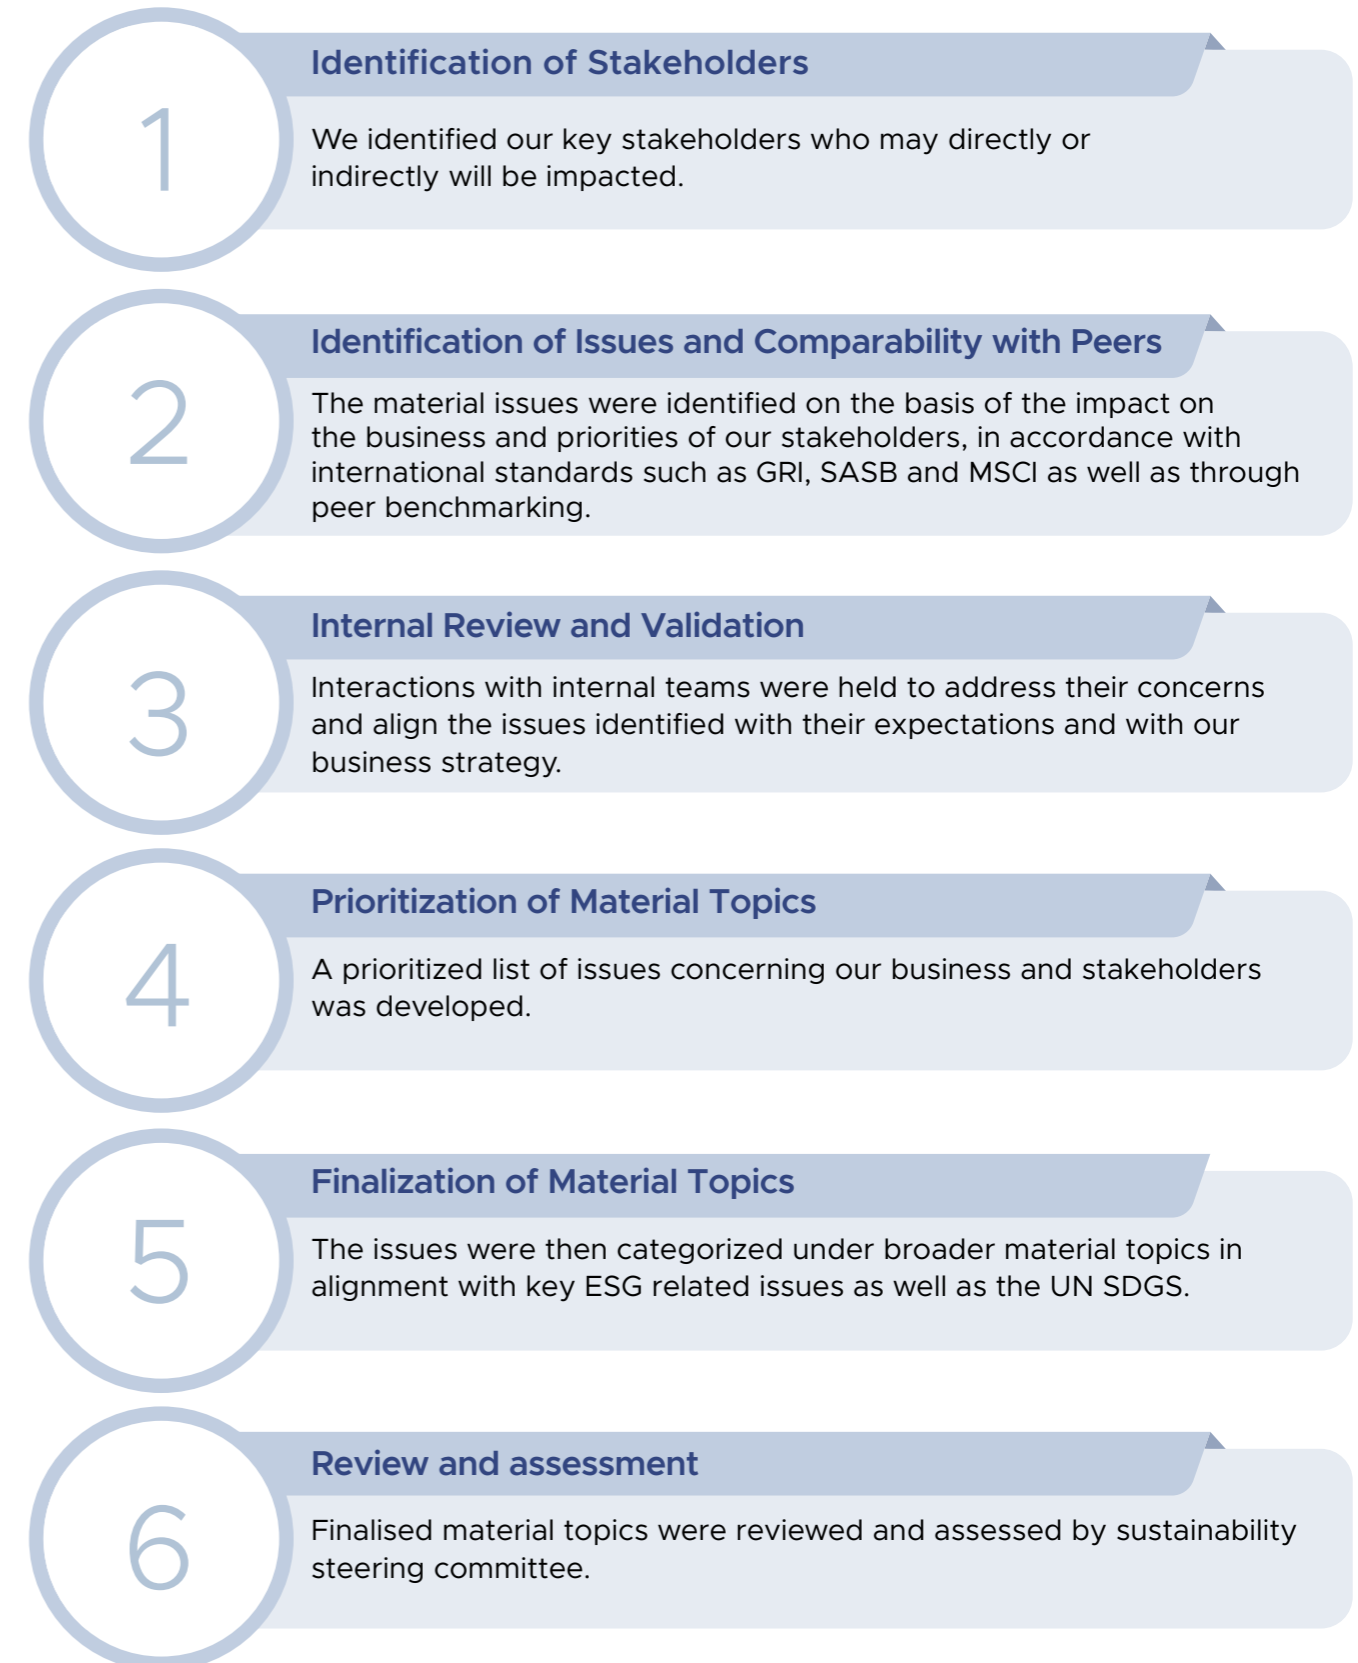 1
Identification of Stakeholders
We identified our key stakeholders who may directly or
indirectly will be impacted.
2
Identification of Issues and Comparability with Peers
The material issues were identified on the basis of the impact on
the business and priorities of our stakeholders, in accordance with
international standards such as GRI, SASB and MSCI as well as through
peer benchmarking.
3
Internal Review and Validation
Interactions with internal teams were held to address their concerns
and align the issues identified with their expectations and with our
business strategy.
4
Prioritization of Material Topics
A prioritized list of issues concerning our business and stakeholders
was developed.
5
Finalization of Material Topics
The issues were then categorized under broader material topics in
alignment with key ESG related issues as well as the UN SDGS.
6
Review and assessment
Finalised material topics were reviewed and assessed by sustainability
steering committee.